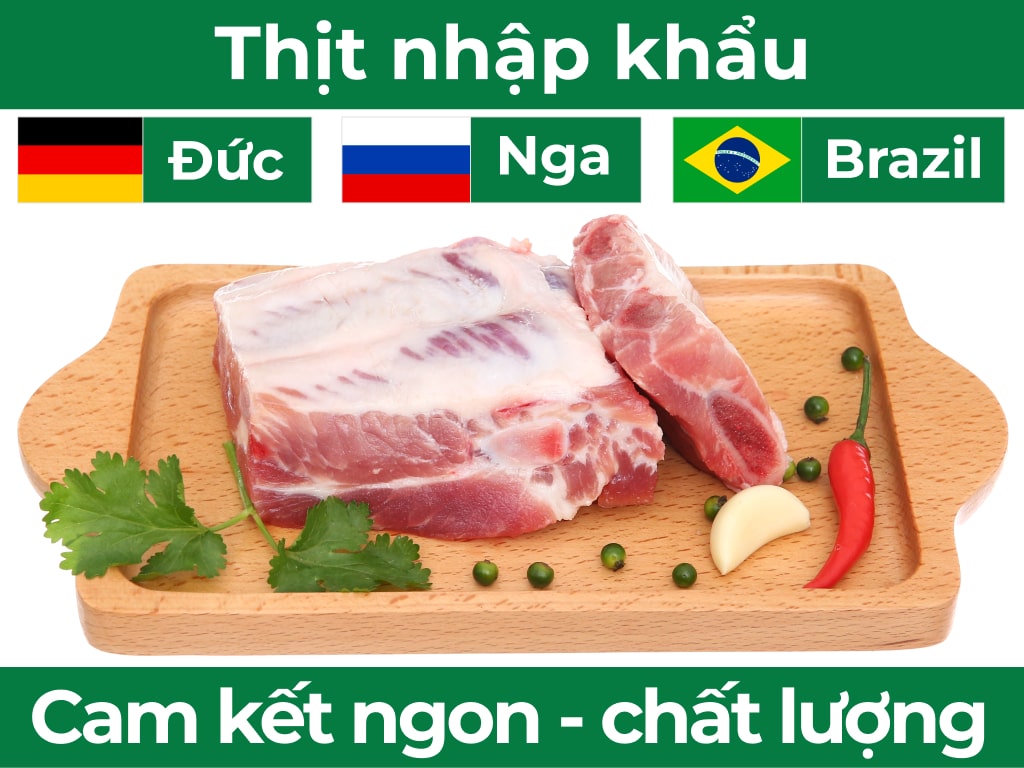 Thịt nhập khẩu
Đức
Nga
Brazil
Cam kết ngon - chất lượng